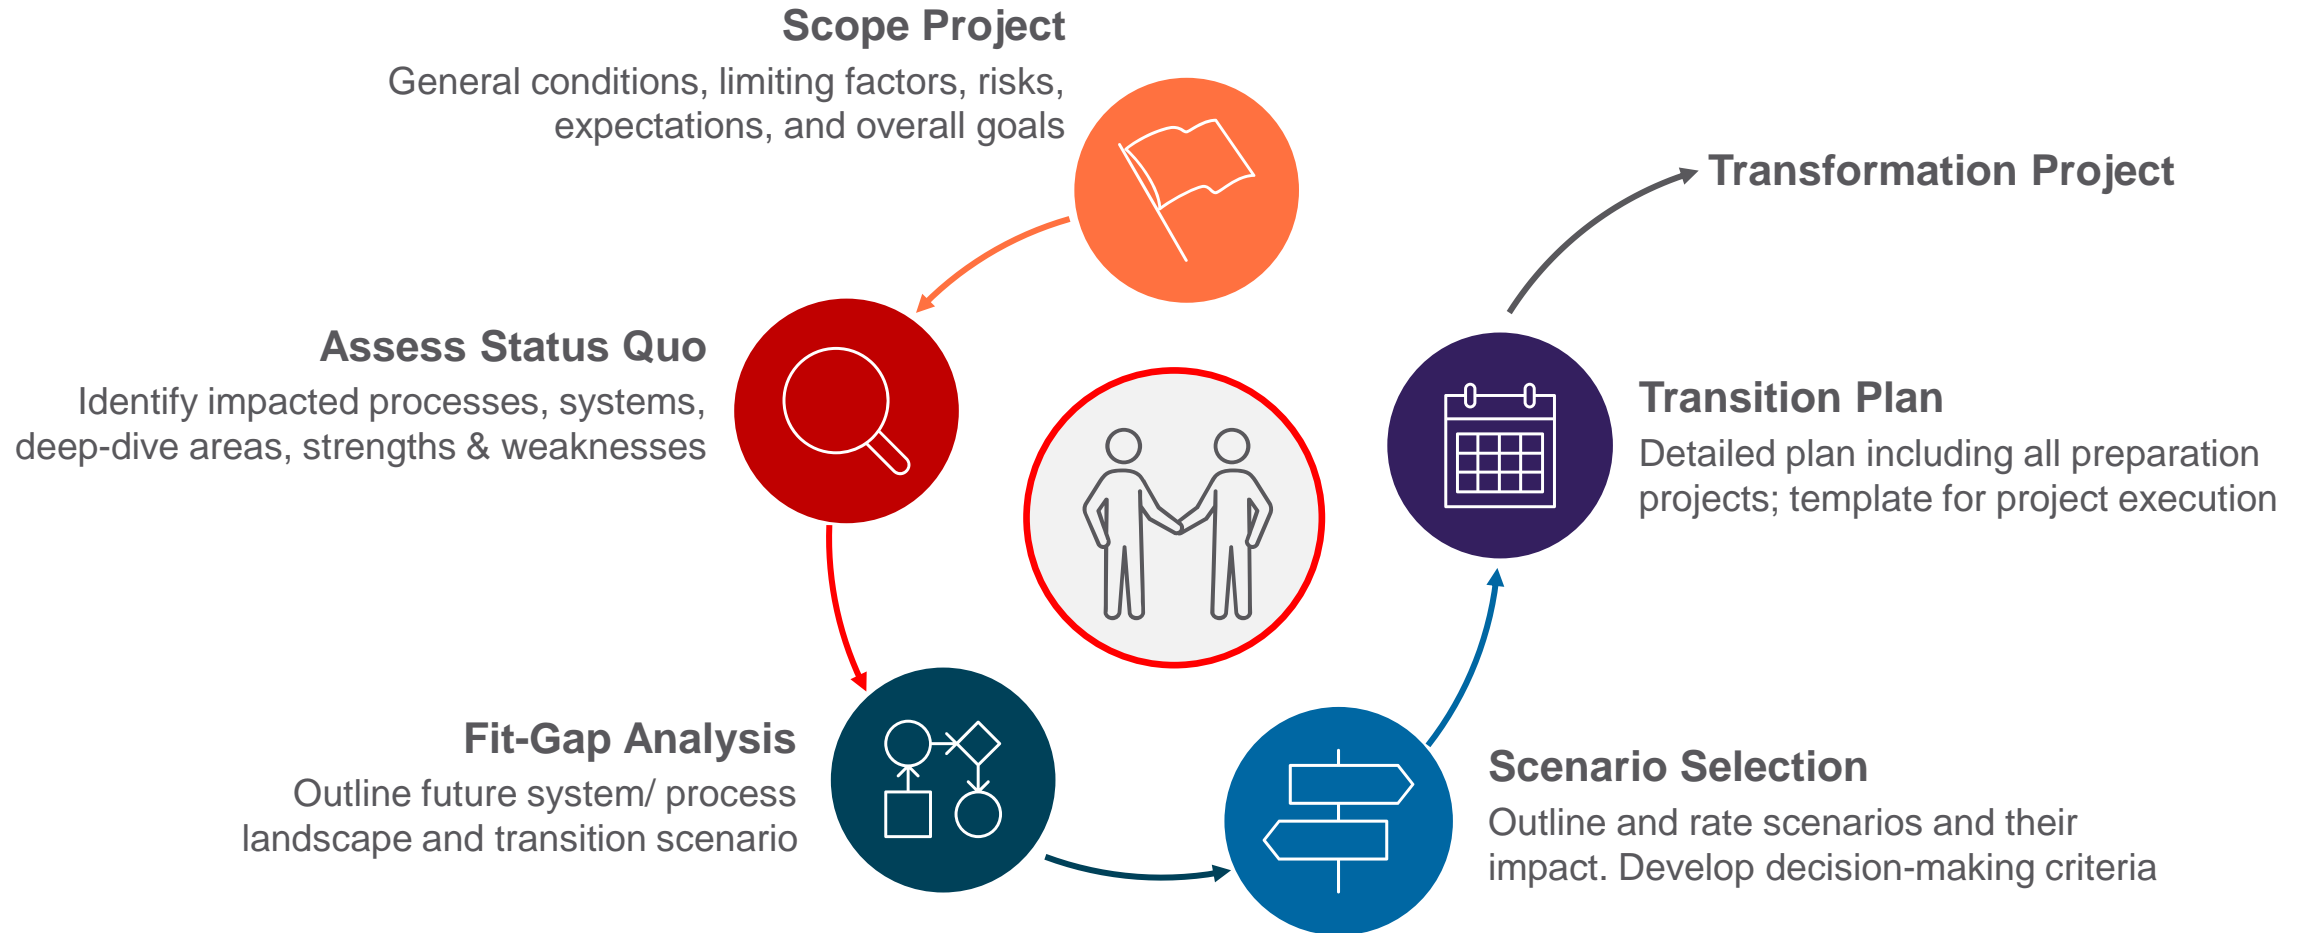 Scope Project
General conditions, limiting factors, risks,
expectations, and overall goals
Transformation Project
Assess Status Quo
Identify impacted processes, systems,
deep-dive areas, strengths & weaknesses
Transition Plan
Detailed plan including all preparation
projects; template for project execution
Fit-Gap Analysis
Outline future system/ process
landscape and transition scenario
Scenario Selection
Outline and rate scenarios and their
impact. Develop decision-making criteria